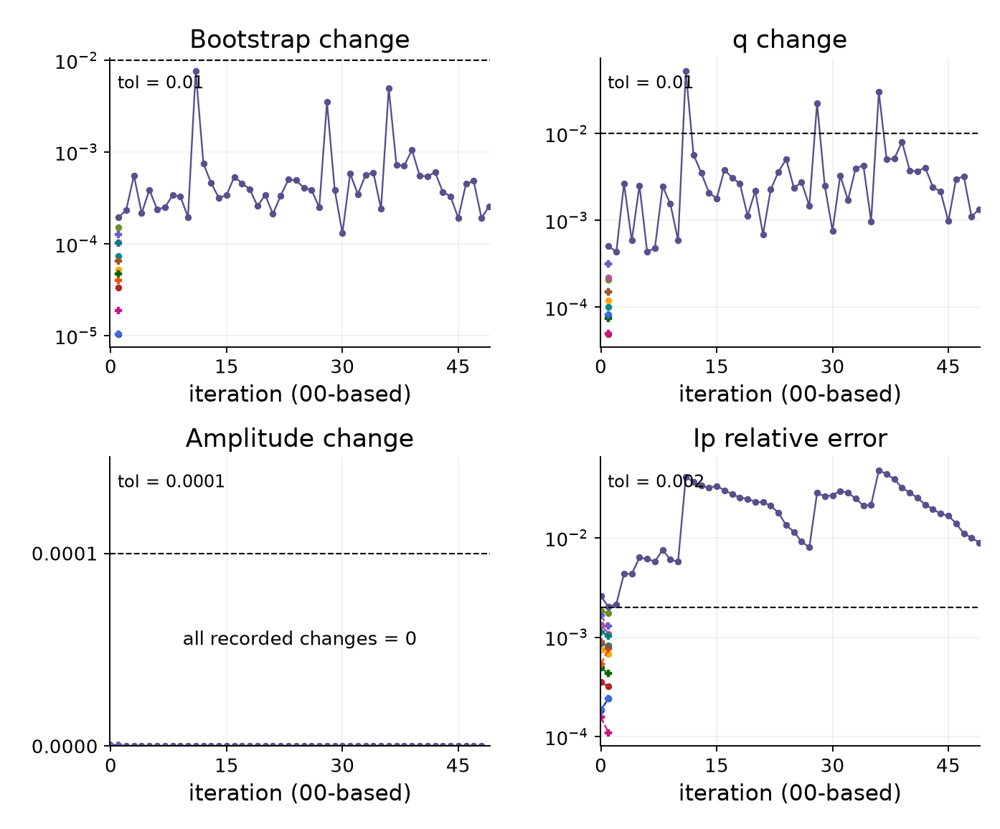 Bootstrap change
q change
10⁻²
10⁻³
10⁻⁴
10⁻⁵
tol = 0.01
0 15 30 45
iteration (00-based)
10⁻²
10⁻³
10⁻⁴
tol = 0.01
0 15 30 45
iteration (00-based)
Amplitude change
Ip relative error
tol = 0.0001
0.0001
all recorded changes = 0
0.0000
0 15 30 45
iteration (00-based)
tol = 0.002
10⁻²
10⁻³
10⁻⁴
0 15 30 45
iteration (00-based)